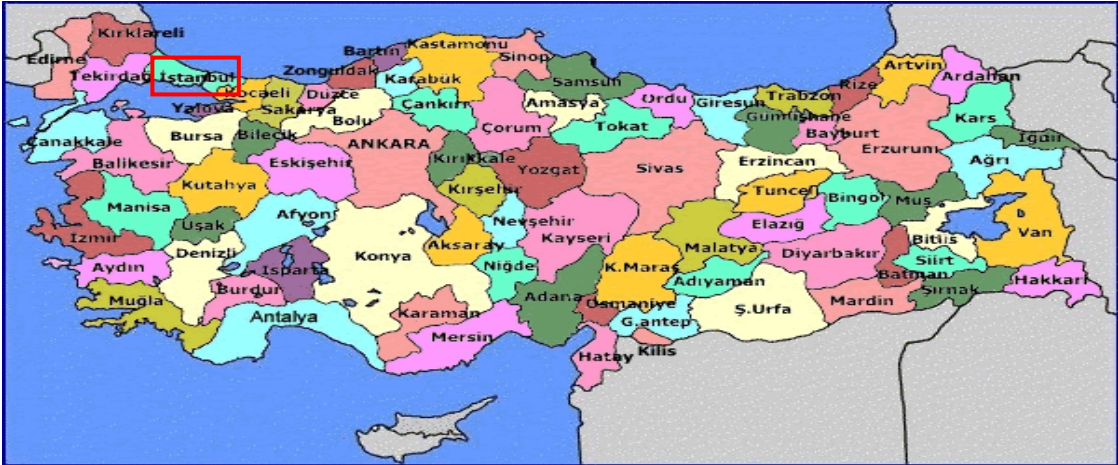 Kırklareli
Edirne
Tekirdağ
İstanbul
Kocaeli
Yalova
Sakarya
Düzce
Zonguldak
Bartın
Kastamonu
Sinop
Karabük
Samsun
Bolu
Çankırı
Amasya
Ordu
Giresun
Trabzon
Rize
Artvin
Ardahan
Gümüşhane
Bayburt
Kars
Iğdır
Çanakkale
Bursa
Bilecik
ANKARA
Çorum
Tokat
Erzurum
Ağrı
Balikesir
Eskişehir
Kırıkkale
Yozgat
Sivas
Erzincan
Kutahya
Kırşehir
Tunceli
Bingöl
Muş
Manisa
Uşak
Afyon
Nevşehir
Elazığ
Van
İzmir
Denizli
Konya
Aksaray
Kayseri
Malatya
Diyarbakır
Bitlis
Siirt
Aydın
Isparta
Niğde
K.Maraş
Adıyaman
Batman
Hakkari
Muğla
Burdur
Adana
Osmaniye
Ş.Urfa
Mardin
Şırnak
Antalya
Karaman
Mersin
G.antep
Hatay
Kilis